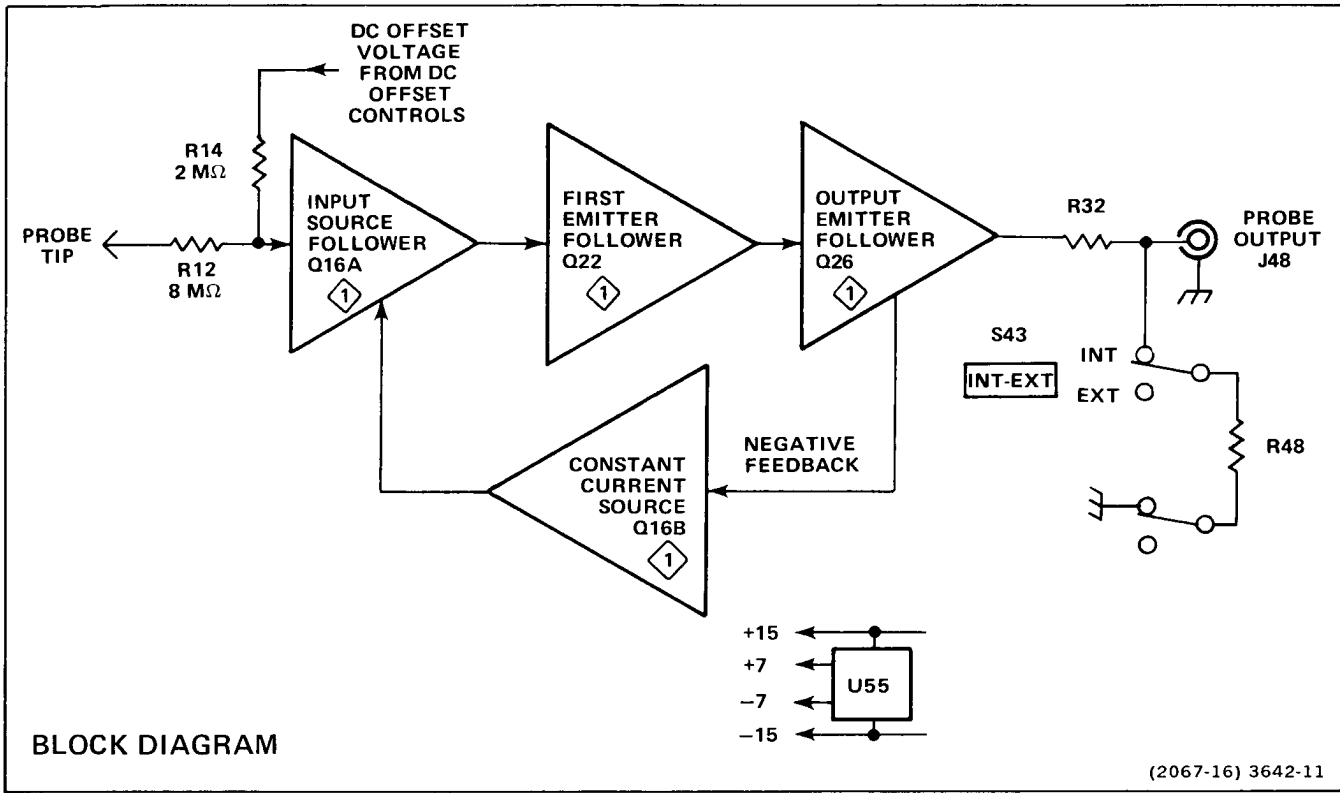 DC OFFSET
VOLTAGE
FROM DC
OFFSET
CONTROLS
R14
2 MΩ
PROBE
TIP
R12
8 MΩ
INPUT
SOURCE
FOLLOWER
Q16A
1
FIRST
EMITTER
FOLLOWER
Q22
1
OUTPUT
EMITTER
FOLLOWER
Q26
1
R32
PROBE
OUTPUT
J48
S43
INT-EXT
INT
EXT
R48
NEGATIVE
FEEDBACK
CONSTANT
CURRENT
SOURCE
Q16B
1
+15
+7
−7
−15
U55
BLOCK DIAGRAM
(2067-16) 3642-11